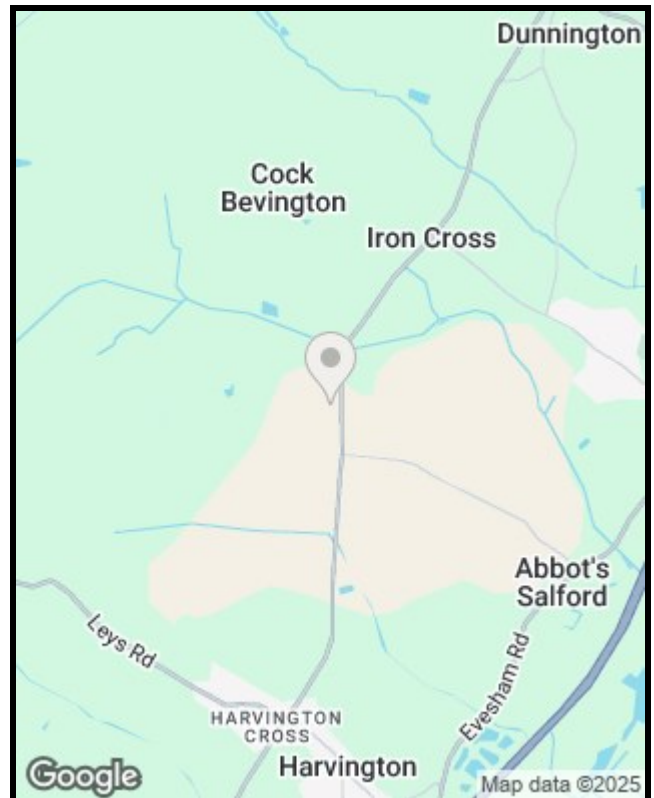 Dunnington
Cock
Bevington
Iron Cross
Abbot's
Salford
Leys Rd
Evesham Rd
HARVINGTON
CROSS
Harvington
Google
Map data ©2025